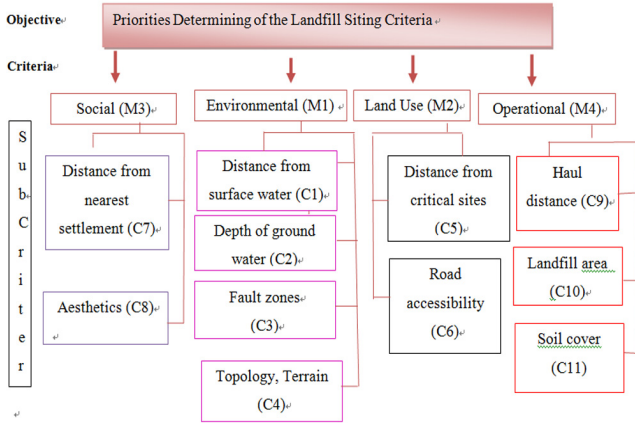 Objective
Priorities Determining of the Landfill Siting Criteria
Criteria
Social (M3)
Environmental (M1)
Land Use (M2)
Operational (M4)
S
u
b
C
r
i
t
e
r
Distance from
nearest
settlement (C7)
Aesthetics (C8)
Distance from
surface water (C1)
Depth of ground
water (C2)
Fault zones
(C3)
Topology, Terrain
(C4)
Distance from
critical sites
(C5)
Road
accessibility
(C6)
Haul
distance (C9)
Landfill area
(C10)
Soil cover
(C11)